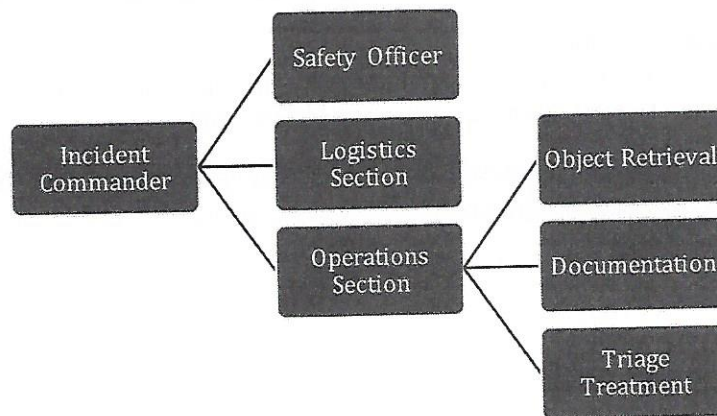 Safety Officer
Incident
Commander
Logistics
Section
Operations
Section
Object Retrieval
Documentation
Triage
Treatment